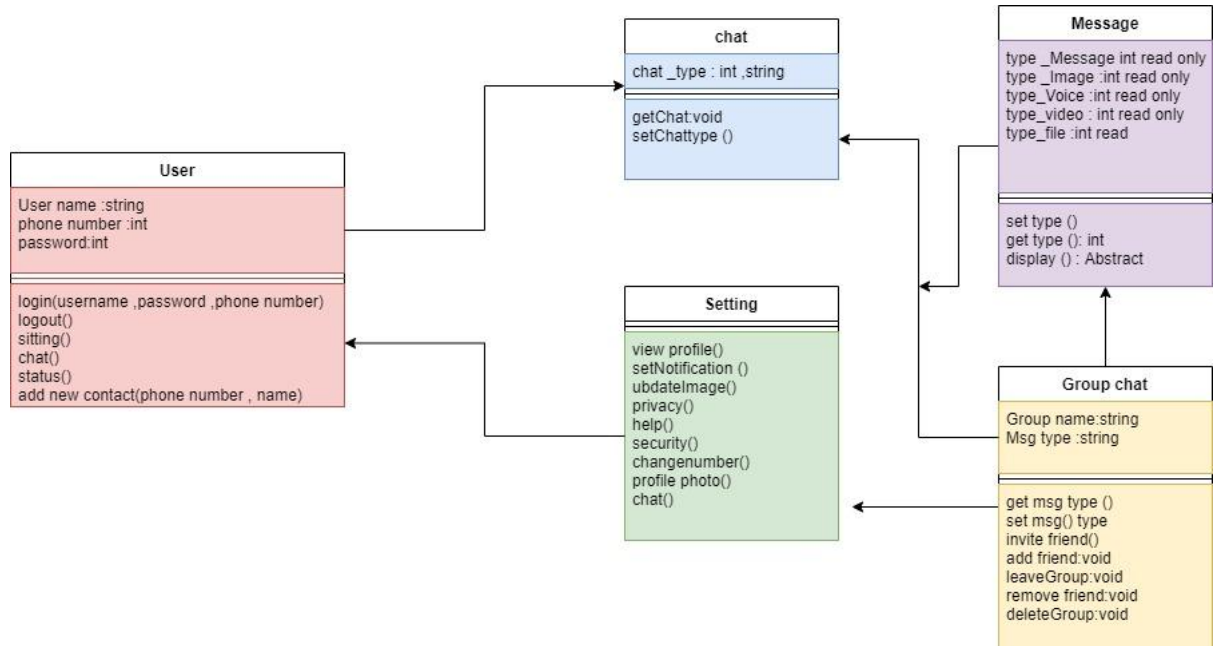 User
User name :string
phone number :int
password:int
login(username ,password ,phone number)
logout()
sitting()
chat()
status()
add new contact(phone number , name)
chat
chat _type : int ,string
getChat:void
setChattype ()
Setting
view profile()
setNotification ()
ubdateImage()
privacy()
help()
security()
changenumber()
profile photo()
chat()
Message
type _Message int read only
type _Image :int read only
type_Voice :int read only
type_video : int read only
type_file :int read
set type ()
get type (): int
display () : Abstract
Group chat
Group name:string
Msg type :string
get msg type ()
set msg() type
invite friend()
add friend:void
leaveGroup:void
remove friend:void
deleteGroup:void